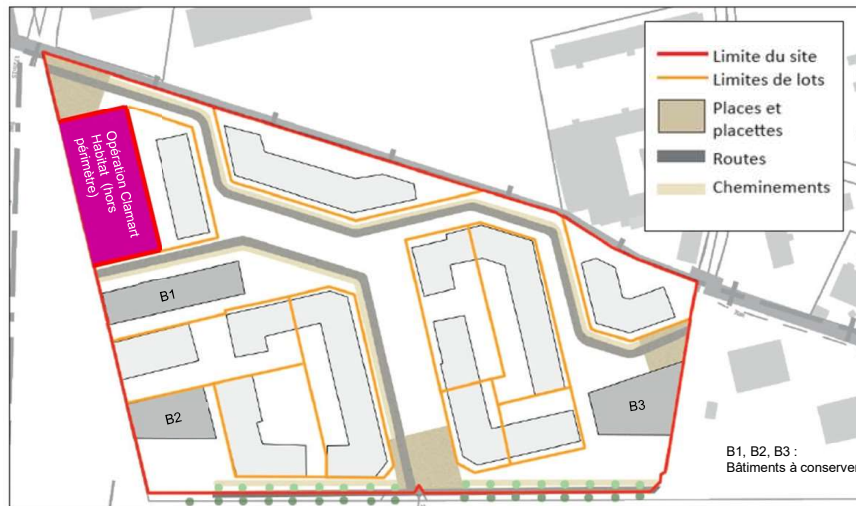 Limite du site
Limites de lots
Places et
placettes
Routes
Cheminements
Opération Clamart
Habitat (hors
périmètre)
B1
B2
B3
B1, B2, B3 :
Bâtiments à conserver